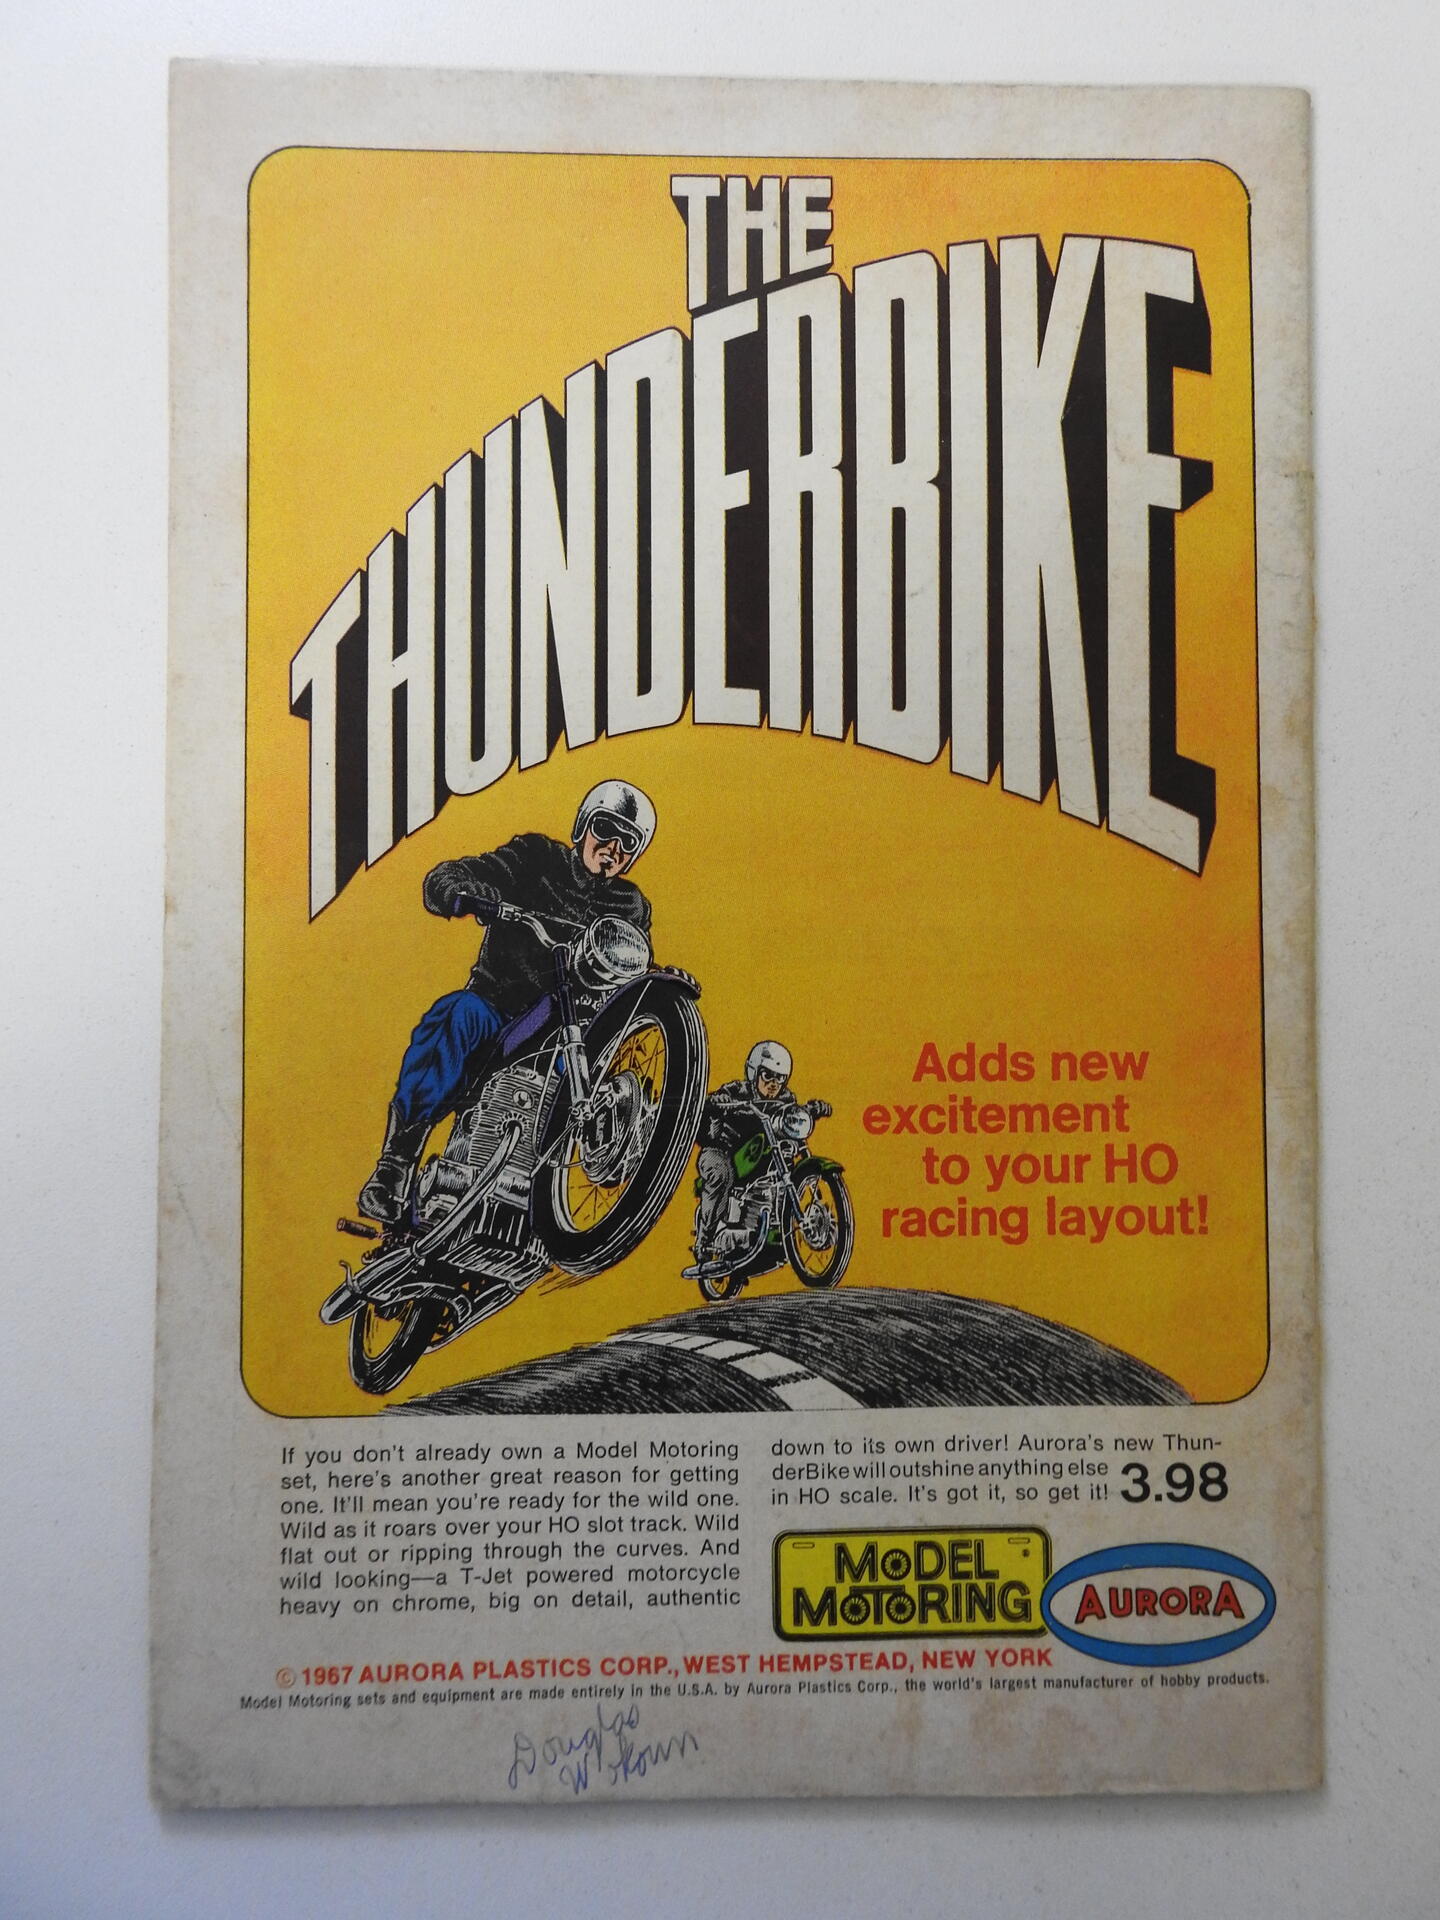 THE
THUNDERBIKE
Adds new
excitement
to your HO
racing layout!
If you don't already own a Model Motoring
set, here's another great reason for getting
one. It'll mean you're ready for the wild one.
Wild as it roars over your HO slot track. Wild
flat out or ripping through the curves. And
wild looking—a T-Jet powered motorcycle
heavy on chrome, big on detail, authentic
down to its own driver! Aurora's new Thun-
derBike will outshine anything else
in HO scale. It's got it, so get it! 3.98
MODEL
MOTORING
AURORA
© 1967 AURORA PLASTICS CORP., WEST HEMPSTEAD, NEW YORK
Model Motoring sets and equipment are made entirely in the U.S.A. by Aurora Plastics Corp., the world's largest manufacturer of hobby products.
Douglas